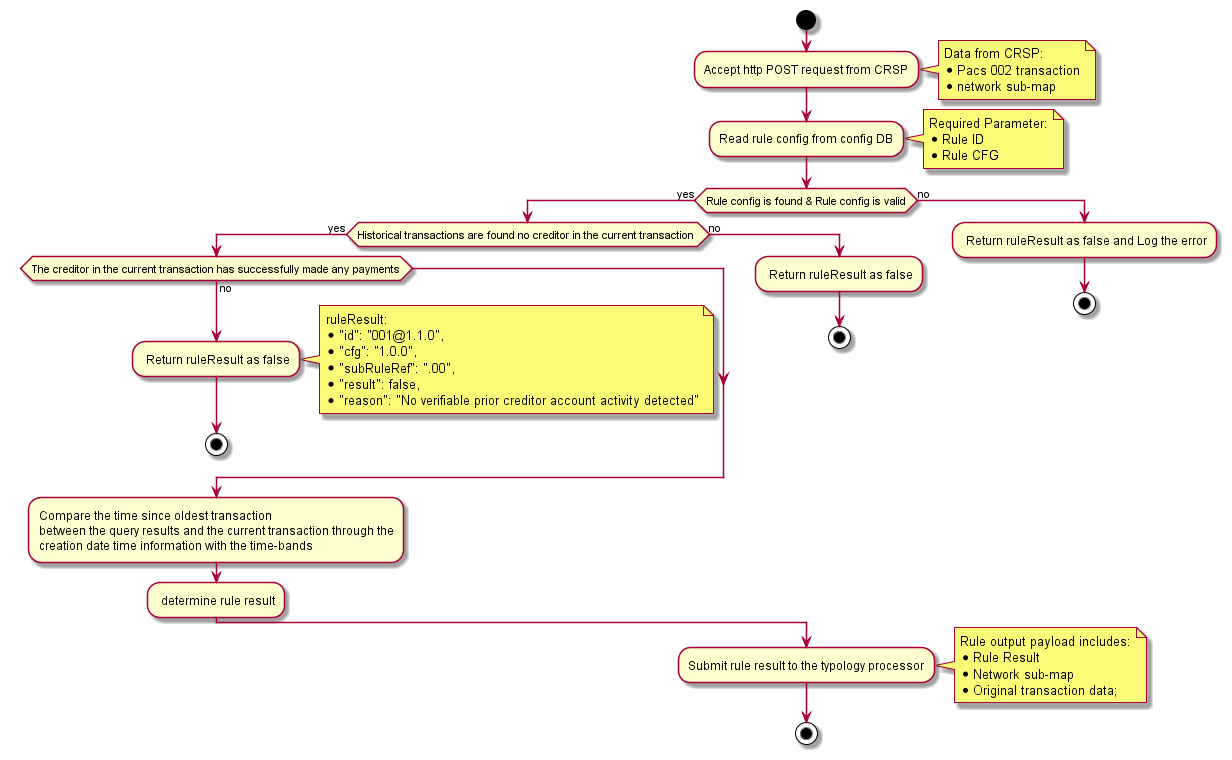 Accept http POST request from CRSP
Data from CRSP:
• Pacs 002 transaction
• network sub-map
Read rule config from config DB
Required Parameter:
• Rule ID
• Rule CFG
yes
Rule config is found & Rule config is valid
no
yes
Historical transactions are found no creditor in the current transaction
no
Return ruleResult as false and Log the error
The creditor in the current transaction has successfully made any payments
Return ruleResult as false
no
Return ruleResult as false
ruleResult:
• "id": "001@1.1.0",
• "cfg": "1.0.0",
• "subRuleRef": ".00",
• "result": false,
• "reason": "No verifiable prior creditor account activity detected"
Compare the time since oldest transaction
between the query results and the current transaction through the
creation date time information with the time-bands
determine rule result
Submit rule result to the typology processor
Rule output payload includes:
• Rule Result
• Network sub-map
• Original transaction data;